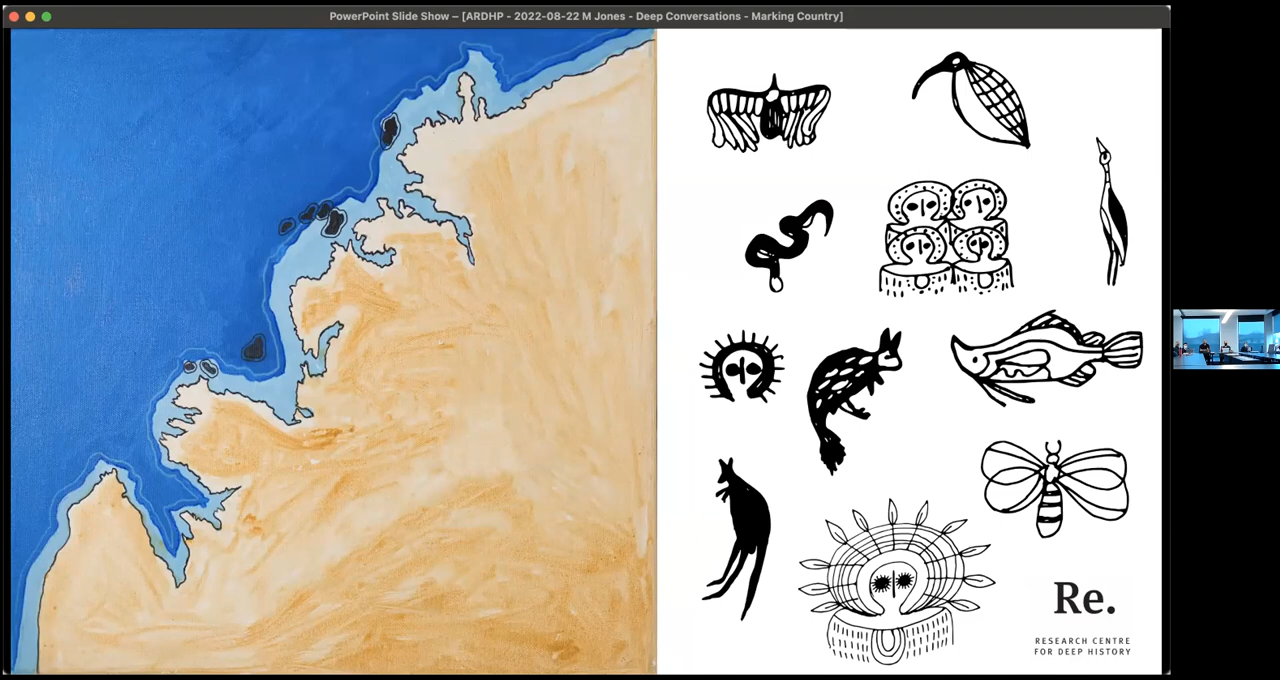 PowerPoint Slide Show – [ARDHP - 2022-08-22 M Jones - Deep Conversations - Marking Country]
Re.
RESEARCH CENTRE
FOR DEEP HISTORY